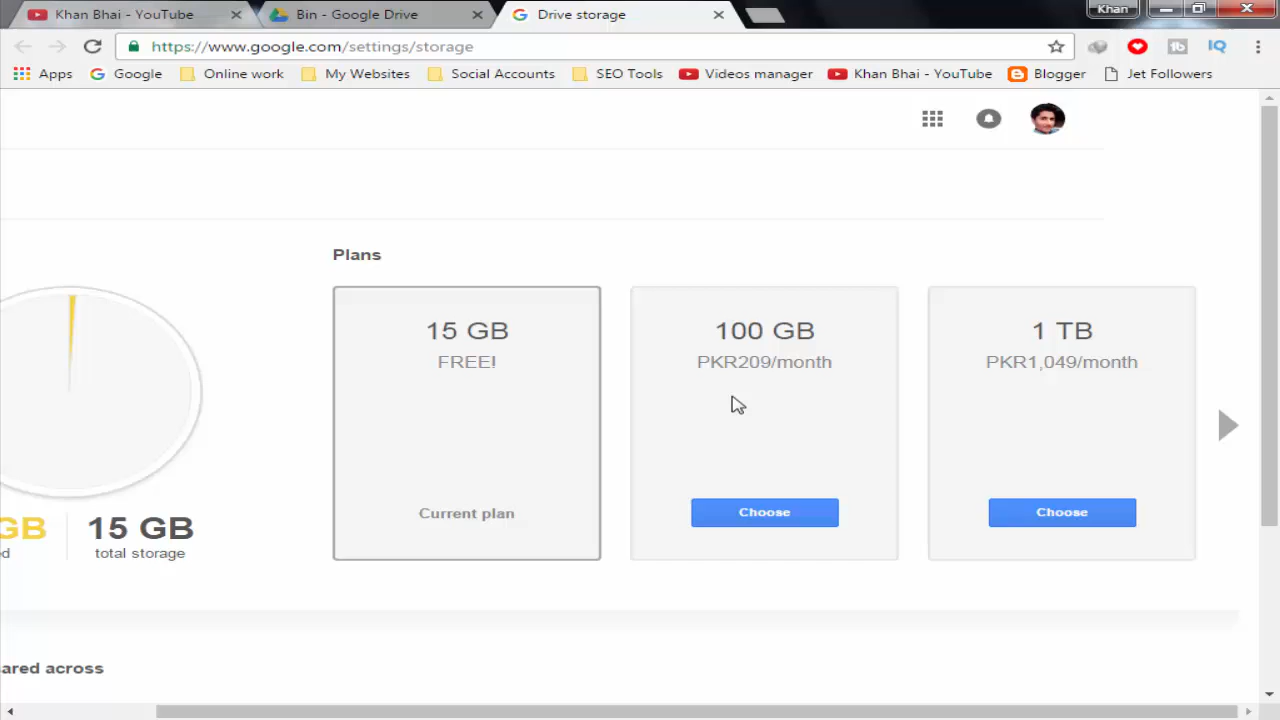 Khan Bhai - YouTube
Bin - Google Drive
Drive storage
Khan
https://www.google.com/settings/storage
Apps
Google
Online work
My Websites
Social Accounts
SEO Tools
Videos manager
Khan Bhai - YouTube
Blogger
Jet Followers
Plans
15 GB
FREE!
Current plan
100 GB
PKR209/month
Choose
1 TB
PKR1,049/month
Choose
GB
15 GB
total storage
ared across